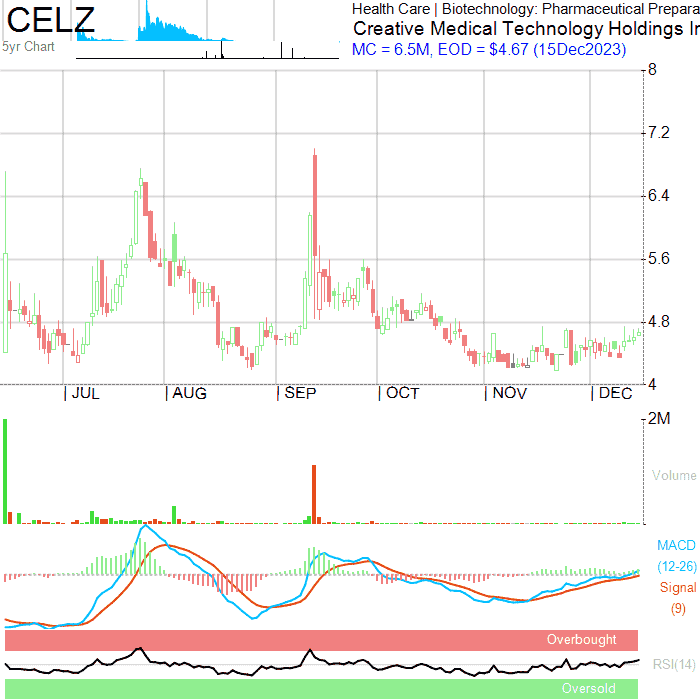 CELZ
5yr Chart
Health Care | Biotechnology: Pharmaceutical Prepara
Creative Medical Technology Holdings In
MC = 6.5M, EOD = $4.67 (15Dec2023)
8
7.2
6.4
5.6
4.8
4
| JUL | AUG | SEP | OCT | NOV | DEC
2M
Volume
MACD
(12-26)
Signal
(9)
Overbought
RSI(14)
Oversold